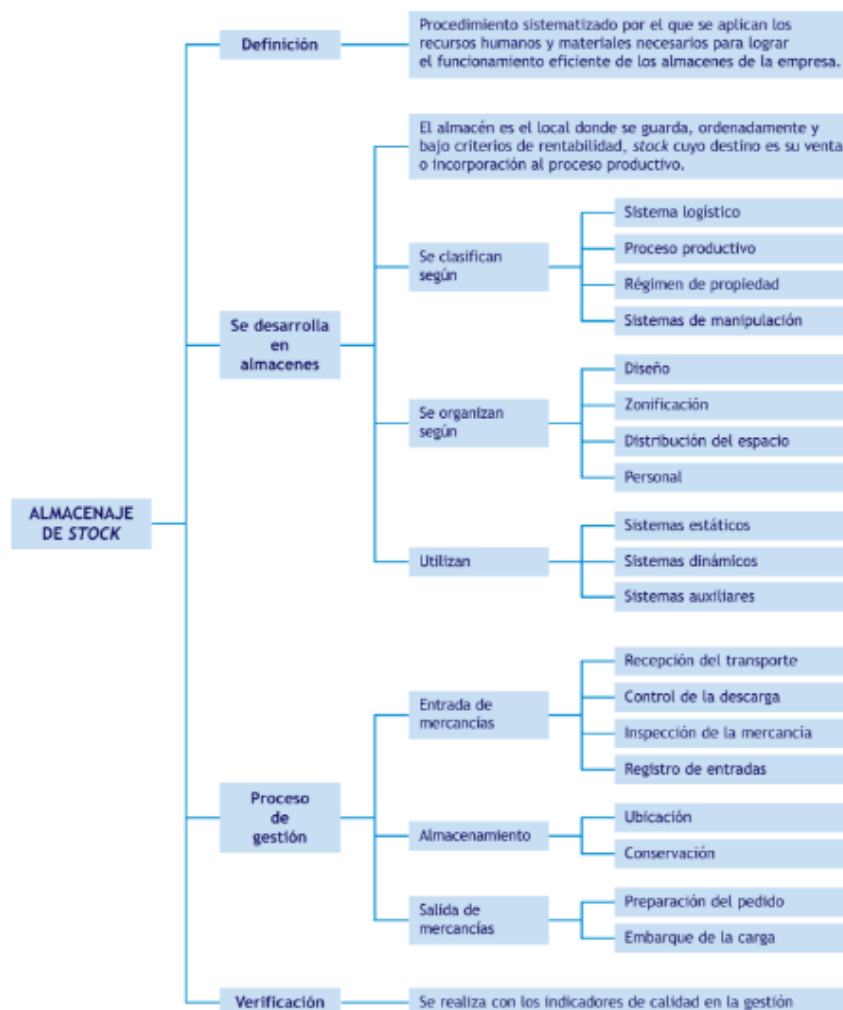 Definición
Procedimiento sistematizado por el que se aplican los
recursos humanos y materiales necesarios para lograr
el funcionamiento eficiente de los almacenes de la empresa.
El almacén es el local donde se guarda, ordenadamente y
bajo criterios de rentabilidad, stock cuyo destino es su venta
o incorporación al proceso productivo.
Se clasifican
según
Sistema logístico
Proceso productivo
Régimen de propiedad
Sistemas de manipulación
Se desarrolla
en
almacenes
Se organizan
según
Diseño
Zonificación
Distribución del espacio
Personal
ALMACENAJE
DE STOCK
Utilizan
Sistemas estáticos
Sistemas dinámicos
Sistemas auxiliares
Proceso
de
gestión
Entrada de
mercancías
Recepción del transporte
Control de la descarga
Inspección de la mercancía
Registro de entradas
Almacenamiento
Ubicación
Conservación
Salida de
mercancías
Preparación del pedido
Embarque de la carga
Verificación
Se realiza con los indicadores de calidad en la gestión